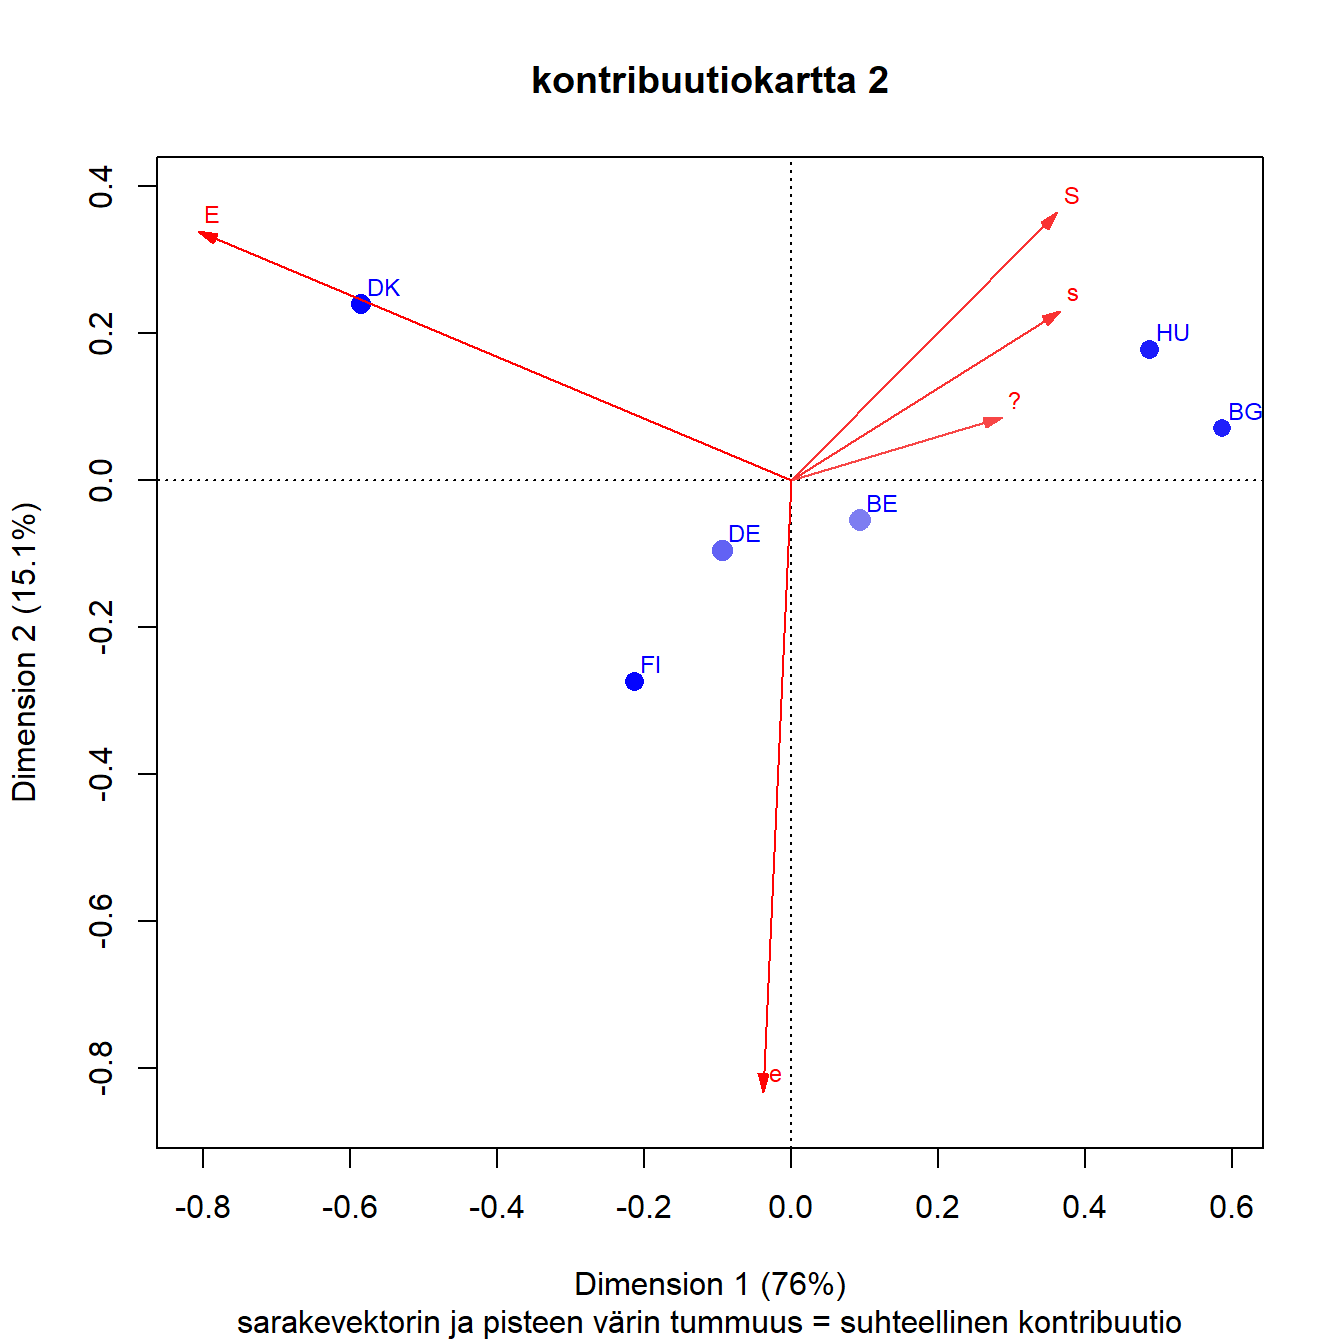 kontribuutiokartta 2
0.4
0.2
0.0
-0.2
-0.4
-0.6
-0.8
Dimension 2 (15.1%)
E
DK
S
s
?
HU
BG
BE
DE
FI
e
-0.8 -0.6 -0.4 -0.2 0.0 0.2 0.4 0.6
Dimension 1 (76%)
sarakevektorin ja pisteen värin tummuus = suhteellinen kontribuutio